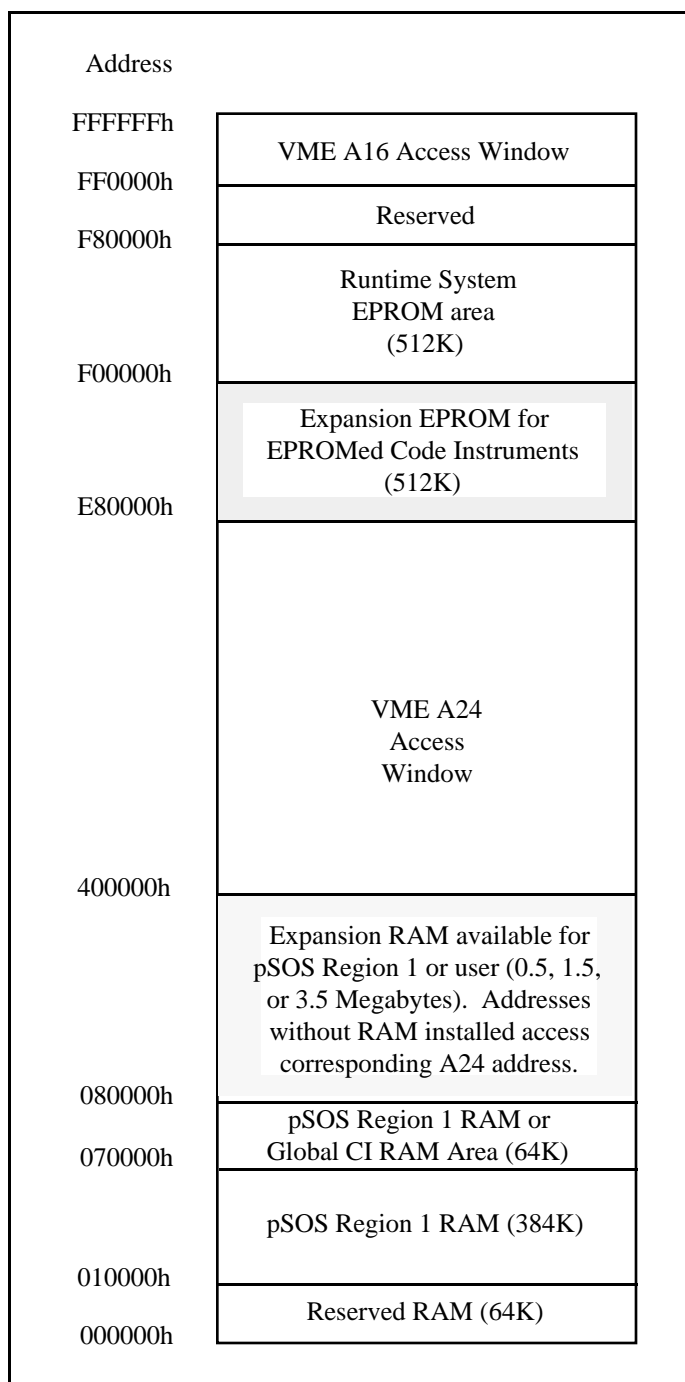 Address
FFFFFFh
VME A16 Access Window
FF0000h
Reserved
F80000h
Runtime System
EPROM area
(512K)
F00000h
Expansion EPROM for
EPROMed Code Instruments
(512K)
E80000h
VME A24
Access
Window
400000h
Expansion RAM available for
pSOS Region 1 or user (0.5, 1.5,
or 3.5 Megabytes).  Addresses
without RAM installed access
corresponding A24 address.
080000h
pSOS Region 1 RAM or
Global CI RAM Area (64K)
070000h
pSOS Region 1 RAM (384K)
010000h
Reserved RAM (64K)
000000h